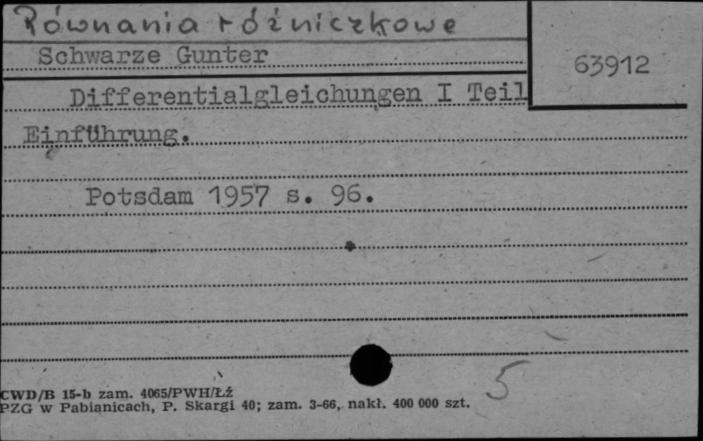 Równania różniczkowe
Schwarze Gunter
63912
Differentialgleichungen I Teil
Einführung.
Potsdam 1957 s. 96.
5
CWD/B 15-b zam. 4065/PWH/Łź
PZG w Pabianicach, P. Skargi 40; zam. 3-66, nakł. 400 000 szt.